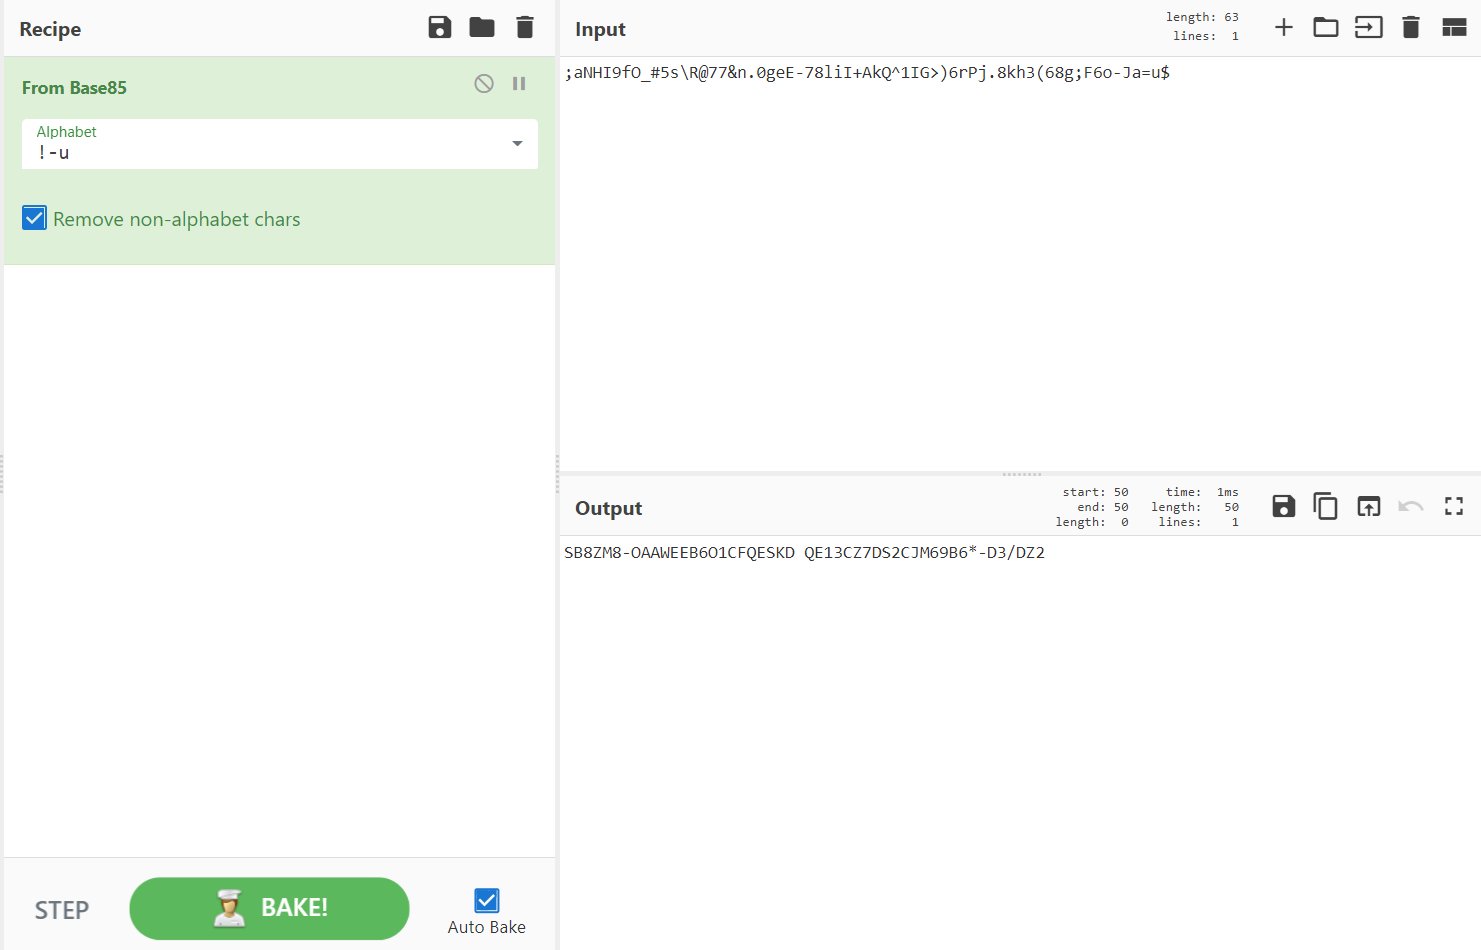 Recipe
From Base85
Alphabet
!-u
Remove non-alphabet chars
STEP
BAKE!
Auto Bake
Input
length: 63
lines: 1
;aNHI9fO_#5s\R@77&n.0geE-78liI+AkQ^1IG>)6rPj.8kh3(68g;F6o-Ja=u$
Output
start: 50 time: 1ms
end: 50 length: 50
length: 0 lines: 1
SB8ZM8-OAAWEEB6O1CFQESKD QE13CZ7DS2CJM69B6*-D3/DZ2